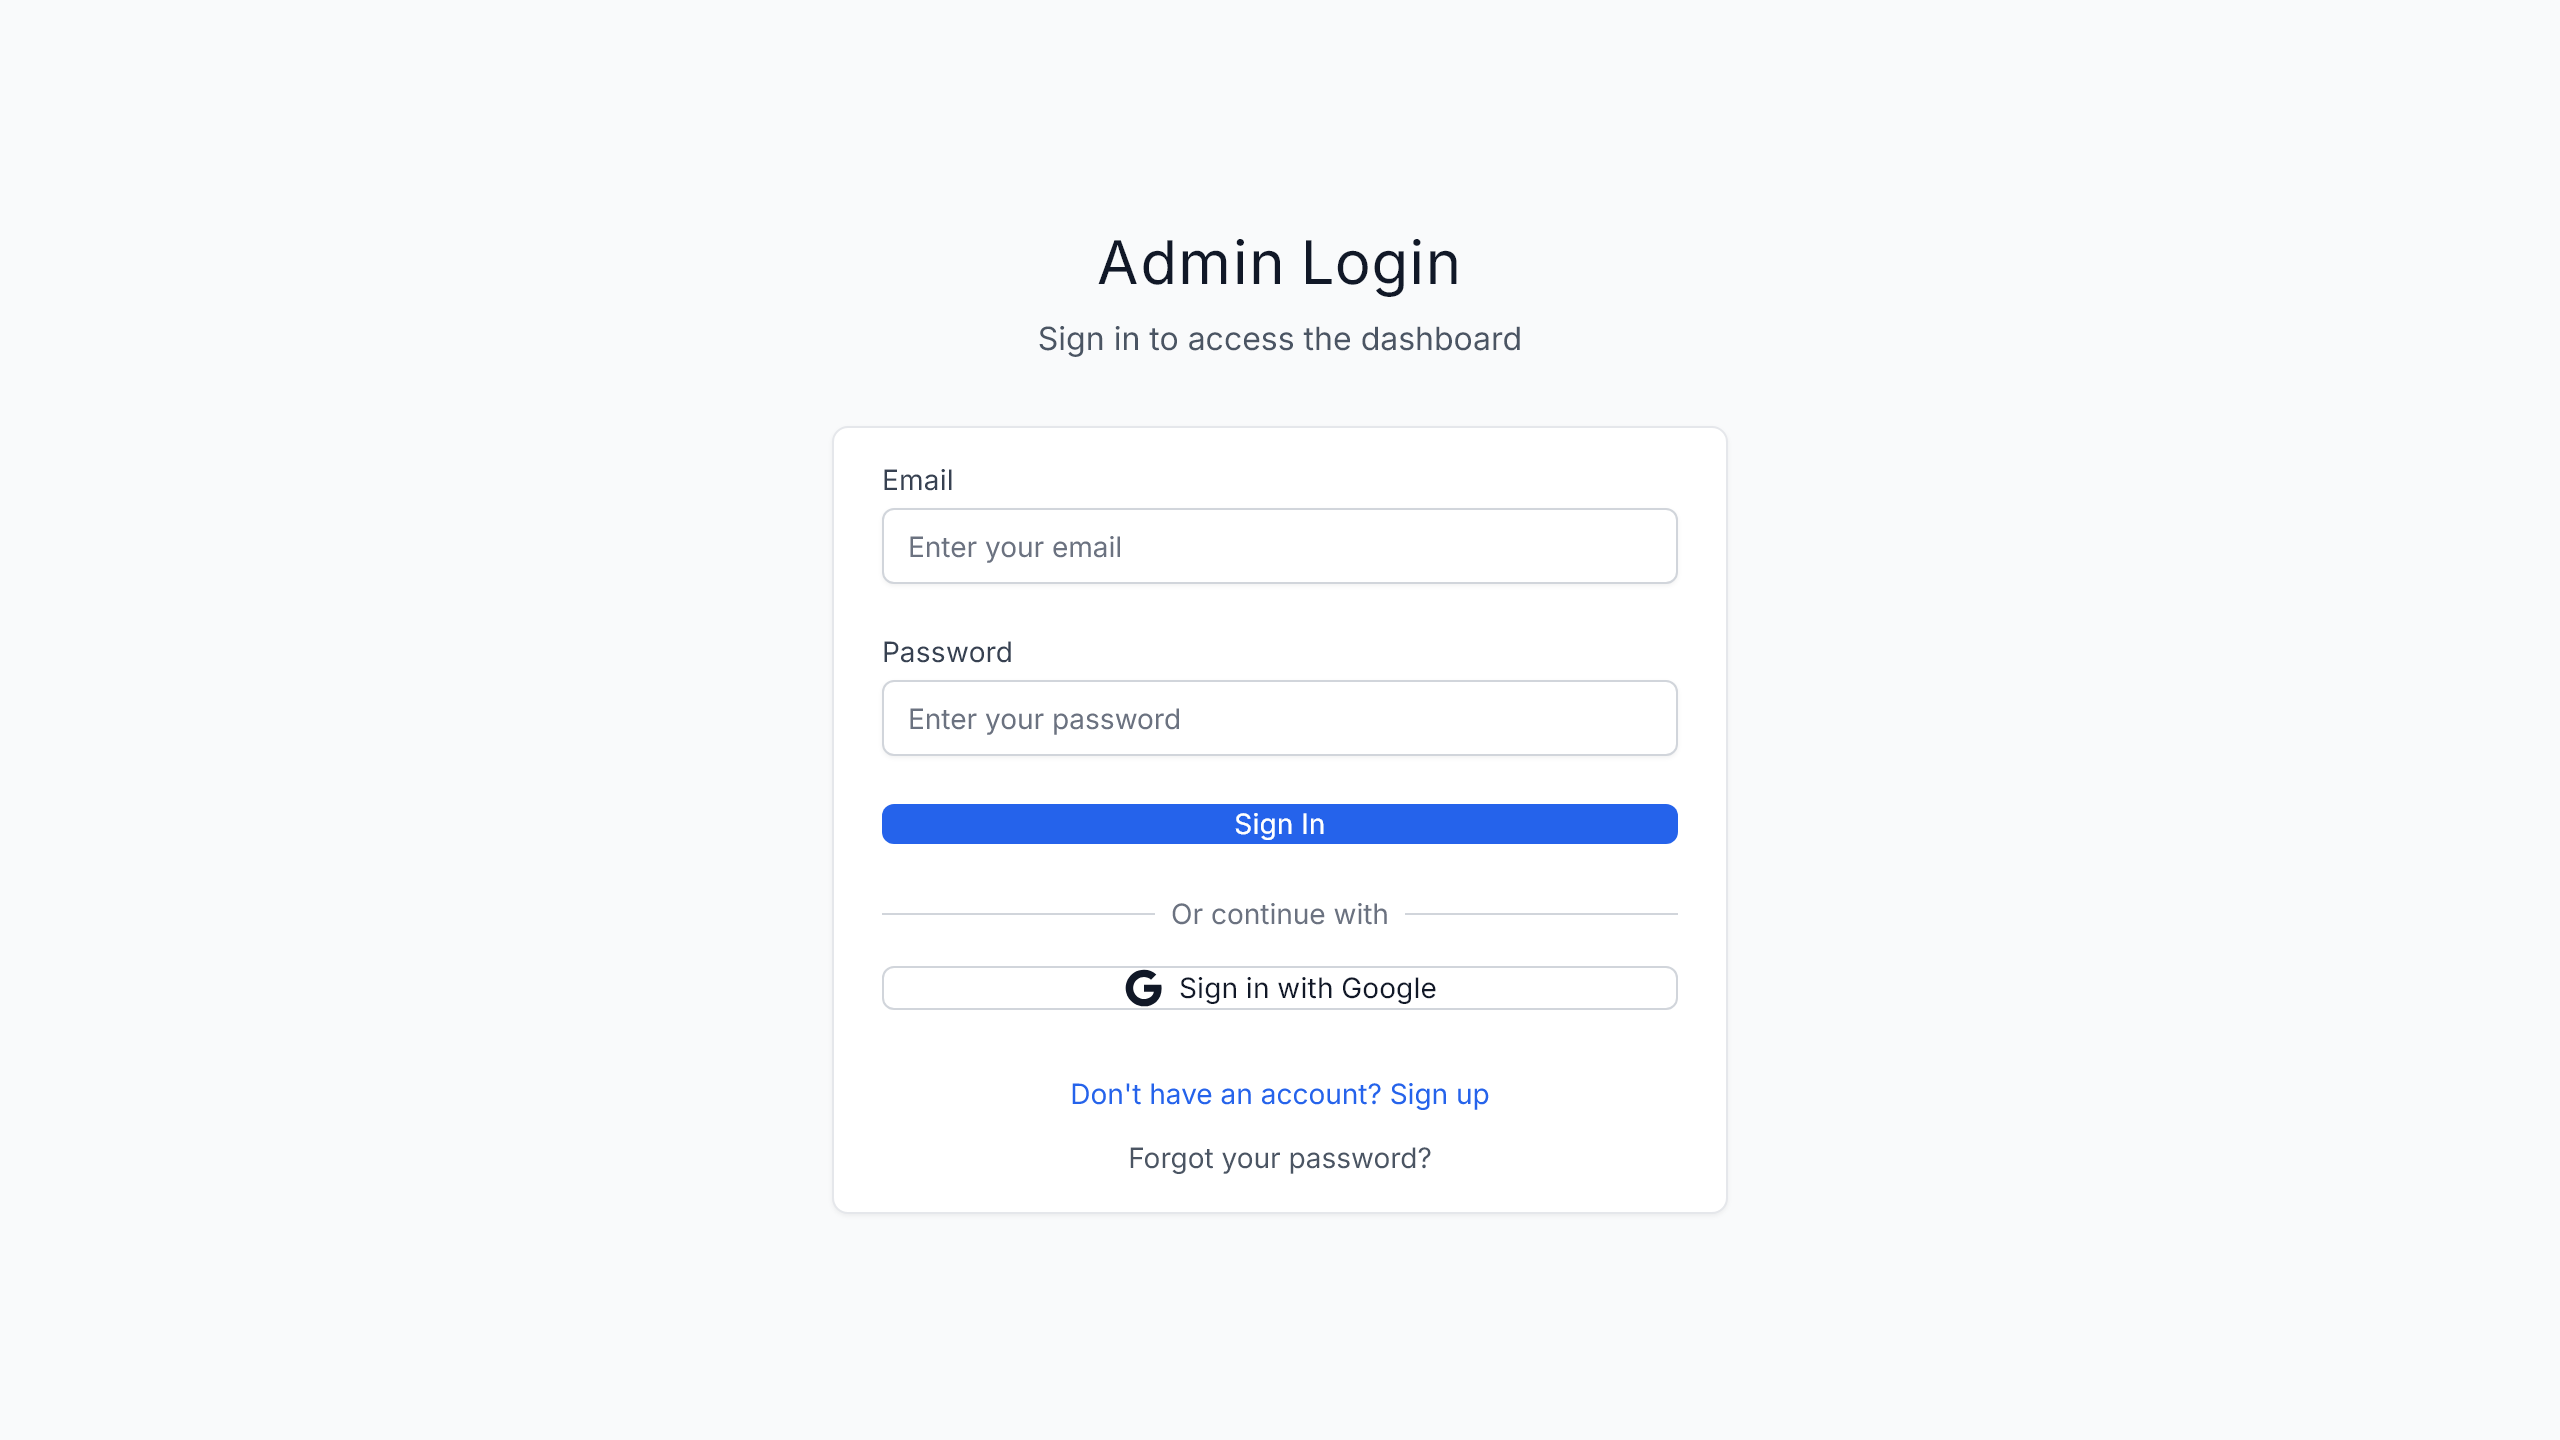 Admin Login
Sign in to access the dashboard
Email
Enter your email
Password
Enter your password
Sign In
Or continue with
Sign in with Google
Don't have an account? Sign up
Forgot your password?